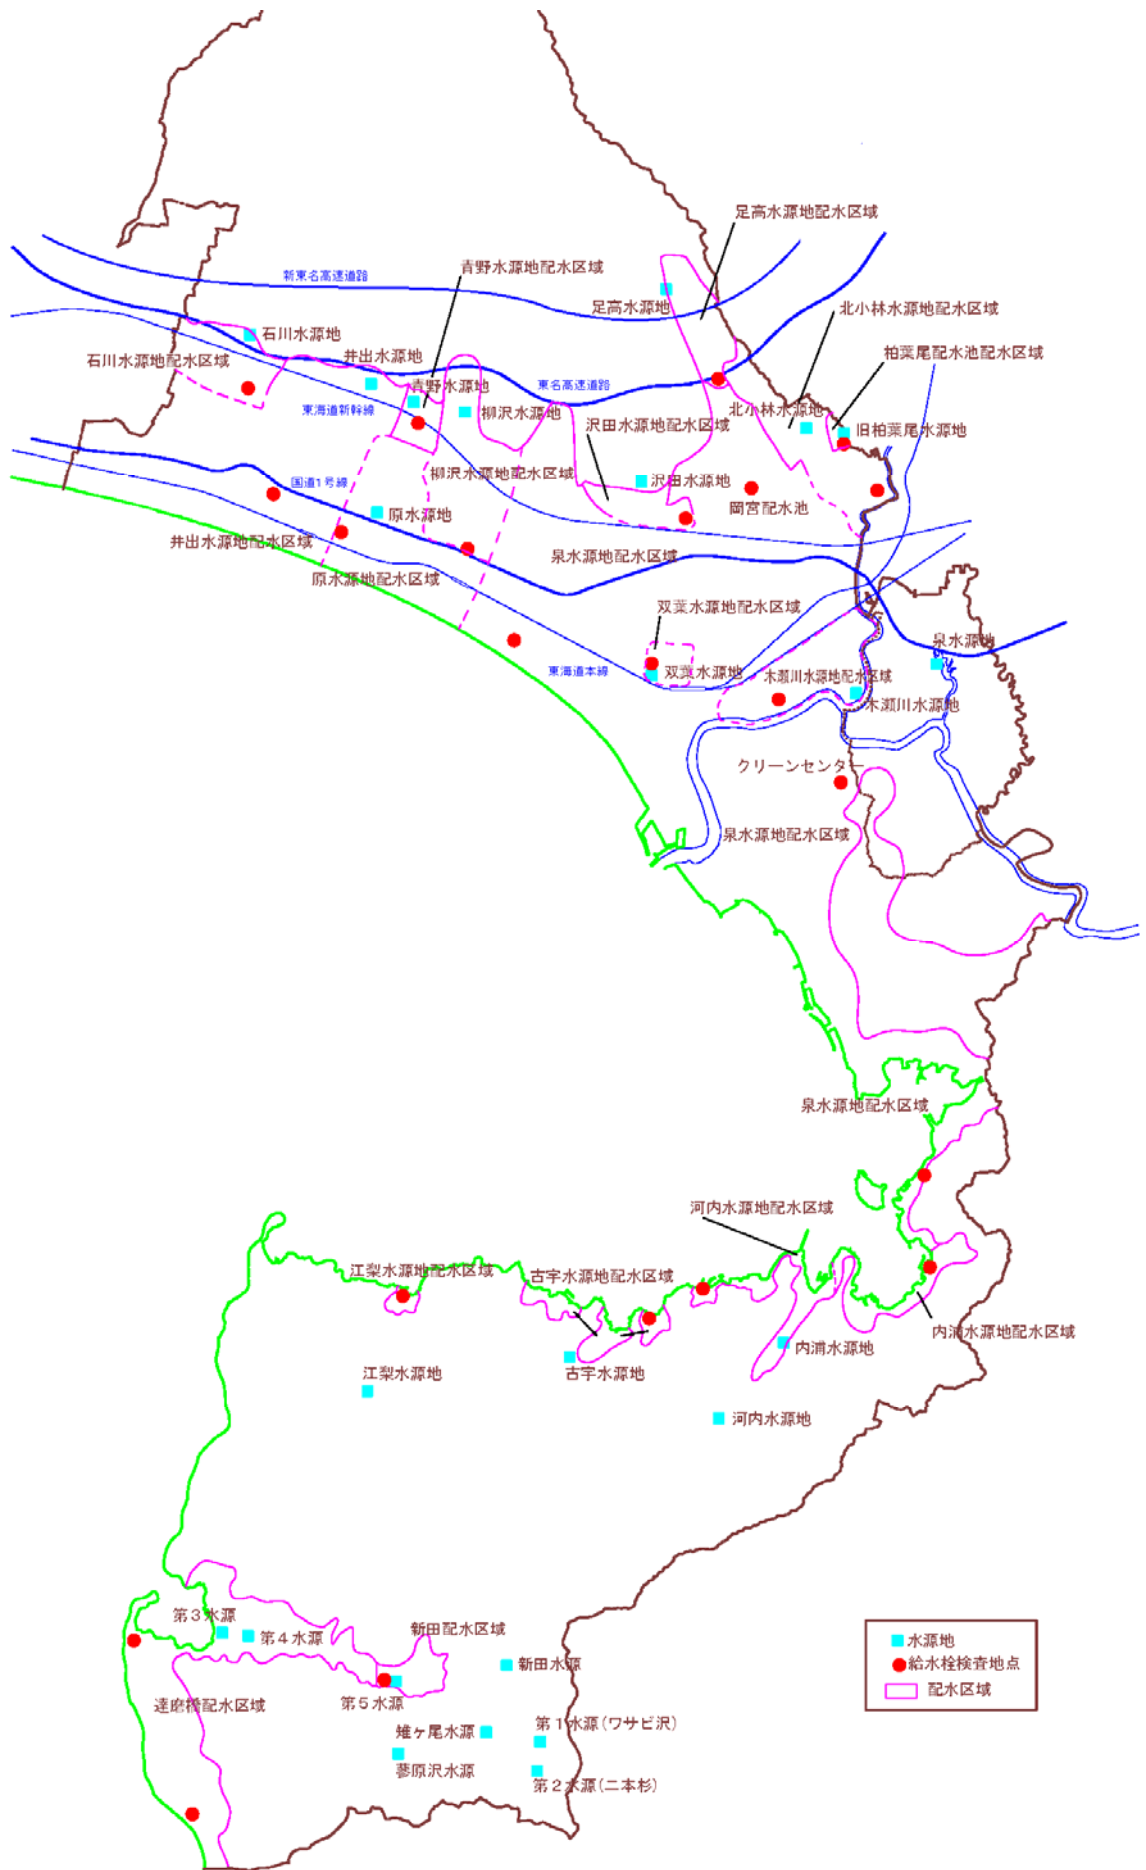 足高水源地配水区域
青野水源地配水区域
新東名高速道路
足高水源地
北小林水源地配水区域
石川水源地
柏葉尾配水池配水区域
井出水源地
石川水源地配水区域
東名高速道路
青野水源地
東海道新幹線
柳沢水源地
北小林水源地
沢田水源地配水区域
旧柏葉尾水源地
柳沢水源地配水区域
沢田水源地
国道1号線
岡宮配水池
原水源地
井出水源地配水区域
泉水源地配水区域
原水源地配水区域
双葉水源地配水区域
泉水源地
東海道本線
双葉水源地
木瀬川水源地配水区域
木瀬川水源地
クリーンセンター
泉水源地配水区域
泉水源地配水区域
河内水源地配水区域
江梨水源地配水区域
古宇水源地配水区域
内浦水源地配水区域
内浦水源地
江梨水源地
古宇水源地
河内水源地
第3水源
第4水源
新田配水区域
新田水源
第5水源
達磨橋配水区域
雉ヶ尾水源
第1水源(ワサビ沢)
蓼原沢水源
第2水源(二本杉)
水源地
給水栓検査地点
配水区域